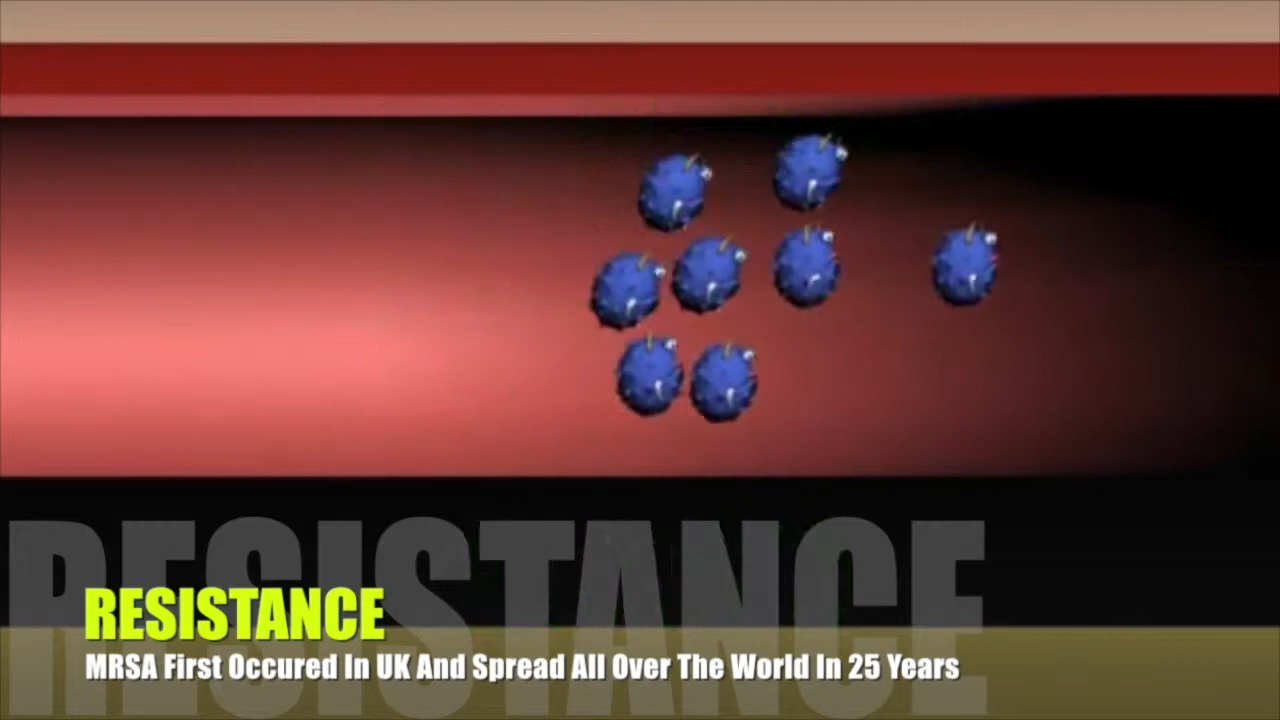 RESISTANCE
RESISTANCE
MRSA First Occured In UK And Spread All Over The World In 25 Years